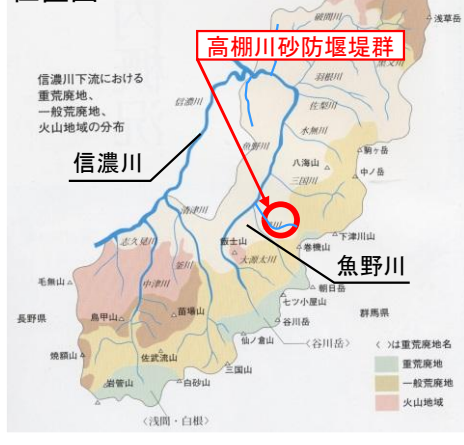 浅草岳
破間川
高棚川砂防堰堤群
黒又川
信濃川下流における
重荒廃地、
一般荒廃地、
火山地域の分布
羽根川
信濃川
佐梨川
水無川
信濃川
魚野川
駒ヶ岳
八海山
中ノ岳
三国川
清津川
志久見川
飯士山
下津川山
巻機山
魚野川
釜川
大源太川
毛無山
中津川
朝日岳
七ツ小屋山
長野県
鳥甲山
苗場山
谷川岳
群馬県
仙ノ倉山
〈谷川岳〉
〈 〉は重荒廃地名
焼額山
佐武流山
三国山
重荒廃地
岩菅山
白砂山
一般荒廃地
火山地域
〈浅間・白根〉